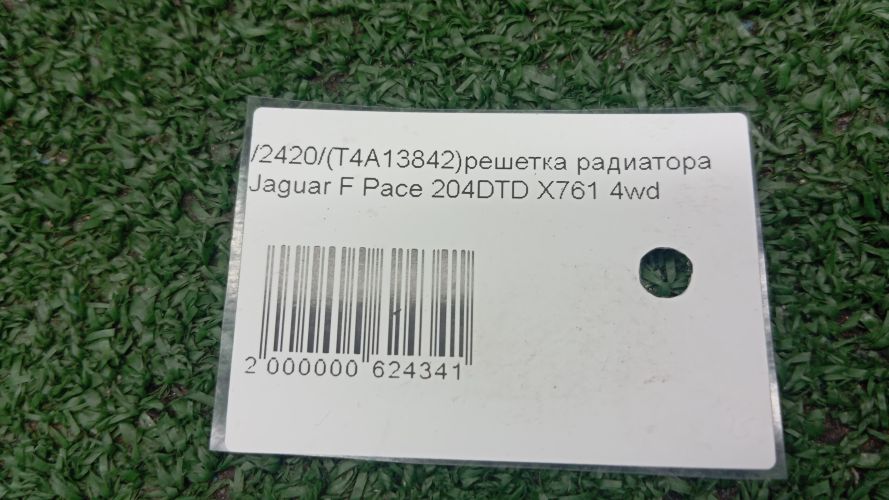 /2420/(T4A13842)решетка радиатора
Jaguar F Pace 204DTD X761 4wd
2 000000 624341